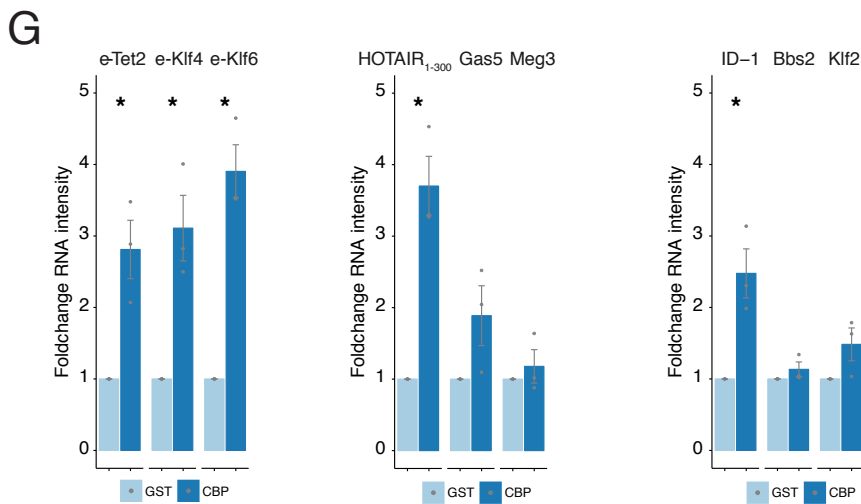 G
e-Tet2 e-Klf4 e-Klf6
HOTAIR1-300 Gas5 Meg3
ID−1 Bbs2 Klf2
* * *
*
*
Foldchange RNA intensity
5
4
3
2
1
0
Foldchange RNA intensity
5
4
3
2
1
0
Foldchange RNA intensity
5
4
3
2
1
0
GST CBP
GST CBP
GST CBP